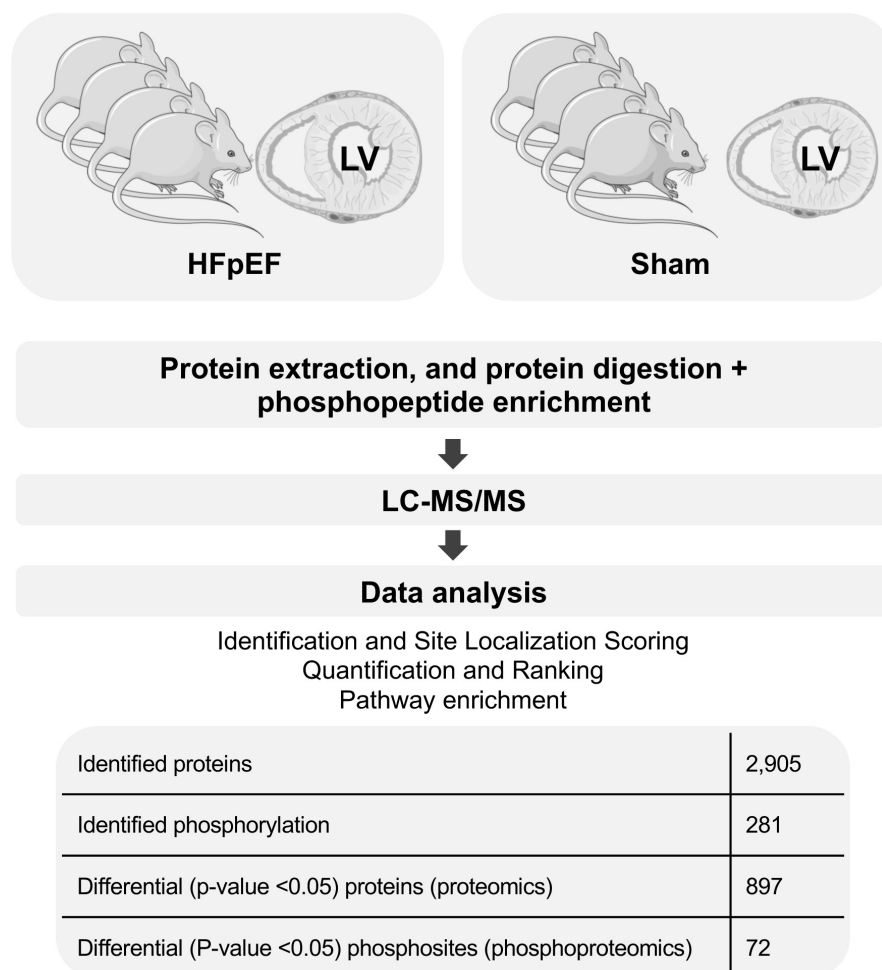 LV
LV
HFpEF
Sham
Protein extraction, and protein digestion +
phosphopeptide enrichment
LC-MS/MS
Data analysis
Identification and Site Localization Scoring
Quantification and Ranking
Pathway enrichment
Identified proteins 2,905
Identified phosphorylation 281
Differential (p-value <0.05) proteins (proteomics) 897
Differential (P-value <0.05) phosphosites (phosphoproteomics) 72